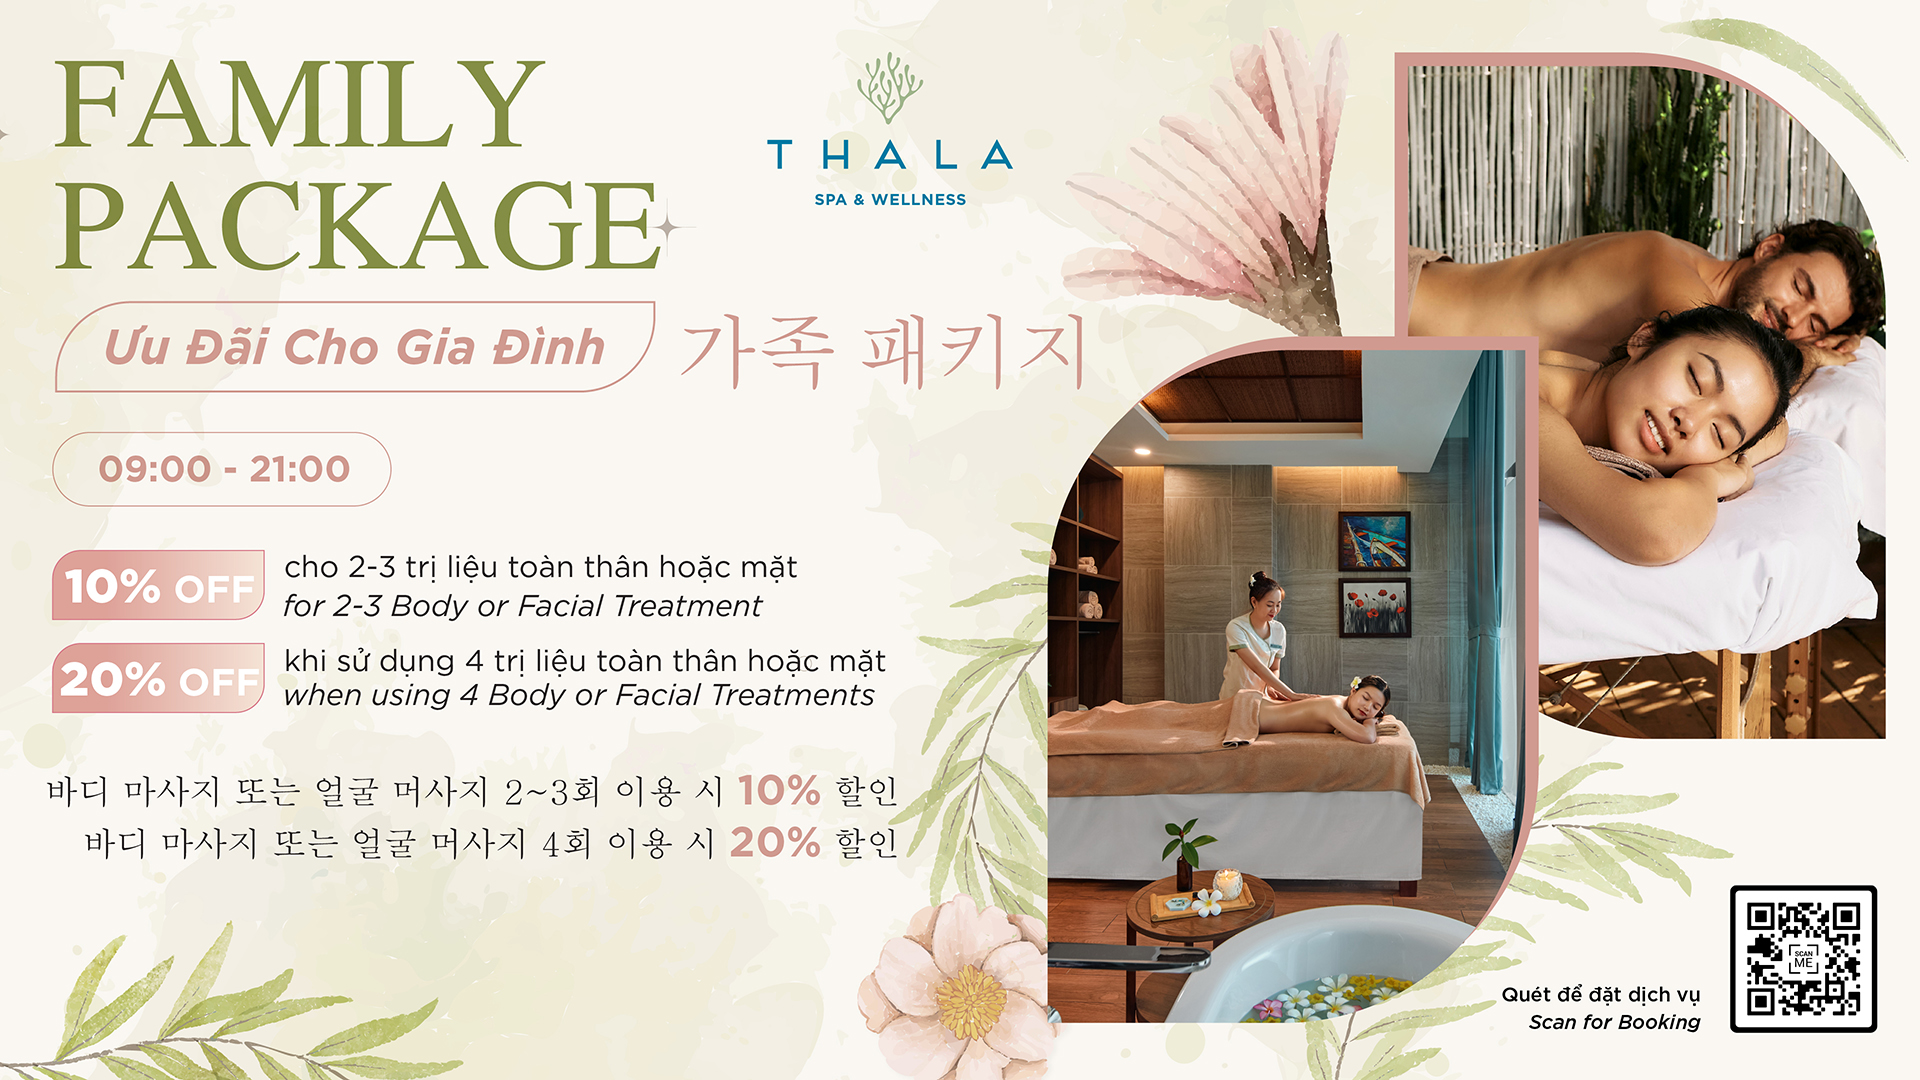 FAMILY
PACKAGE
THALA
SPA & WELLNESS
Ưu Đãi Cho Gia Đình
가족 패키지
09:00 - 21:00
10% OFF
cho 2-3 trị liệu toàn thân hoặc mặt
for 2-3 Body or Facial Treatment
20% OFF
khi sử dụng 4 trị liệu toàn thân hoặc mặt
when using 4 Body or Facial Treatments
바디 마사지 또는 얼굴 머사지 2~3회 이용 시 10% 할인
바디 마사지 또는 얼굴 머사지 4회 이용 시 20% 할인
Quét để đặt dịch vụ
Scan for Booking
SCAN
ME